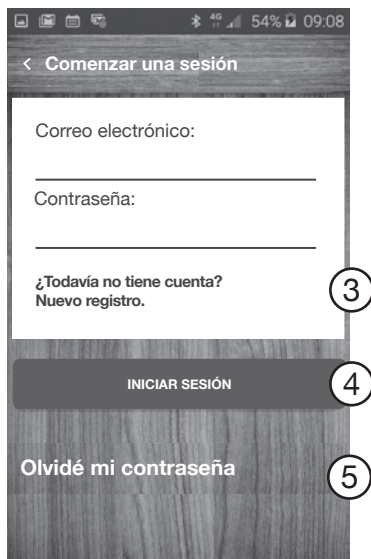 54% 09:08
< Comenzar una sesión
Correo electrónico:
Contraseña:
¿Todavía no tiene cuenta?
Nuevo registro.
3
INICIAR SESIÓN
4
Olvidé mi contraseña
5